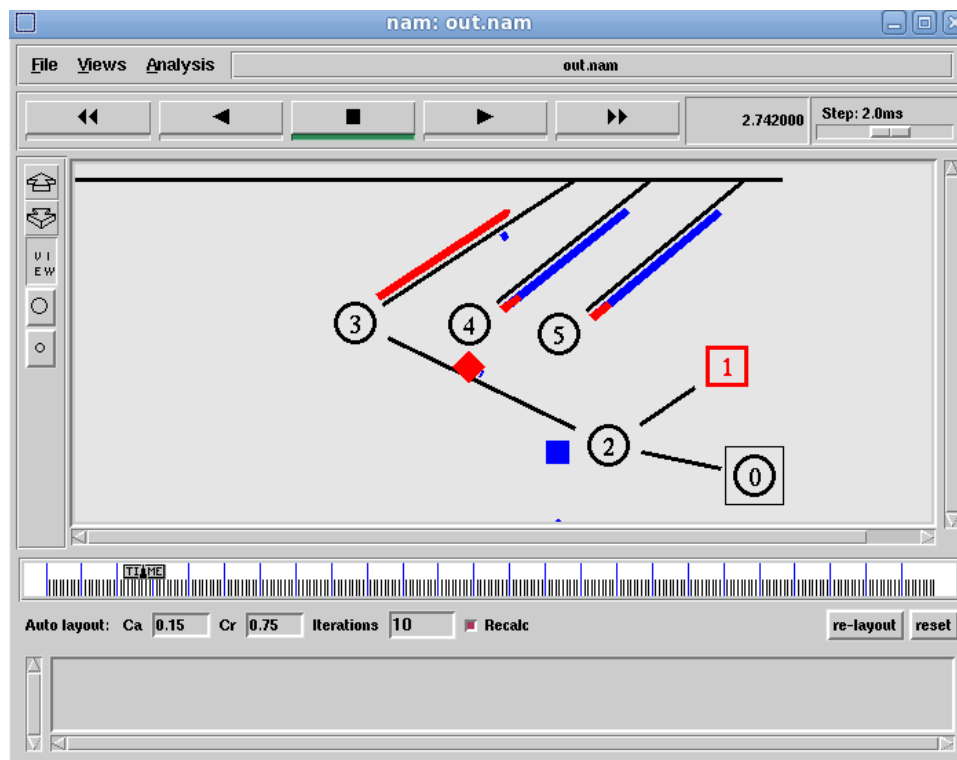 nam: out.nam
File Views Analysis out.nam
2.742000 Step: 2.0ms
V I
E W
3 4 5
1
2
0
TIME
Auto layout: Ca 0.15 Cr 0.75 Iterations 10 Recalc re-layout reset